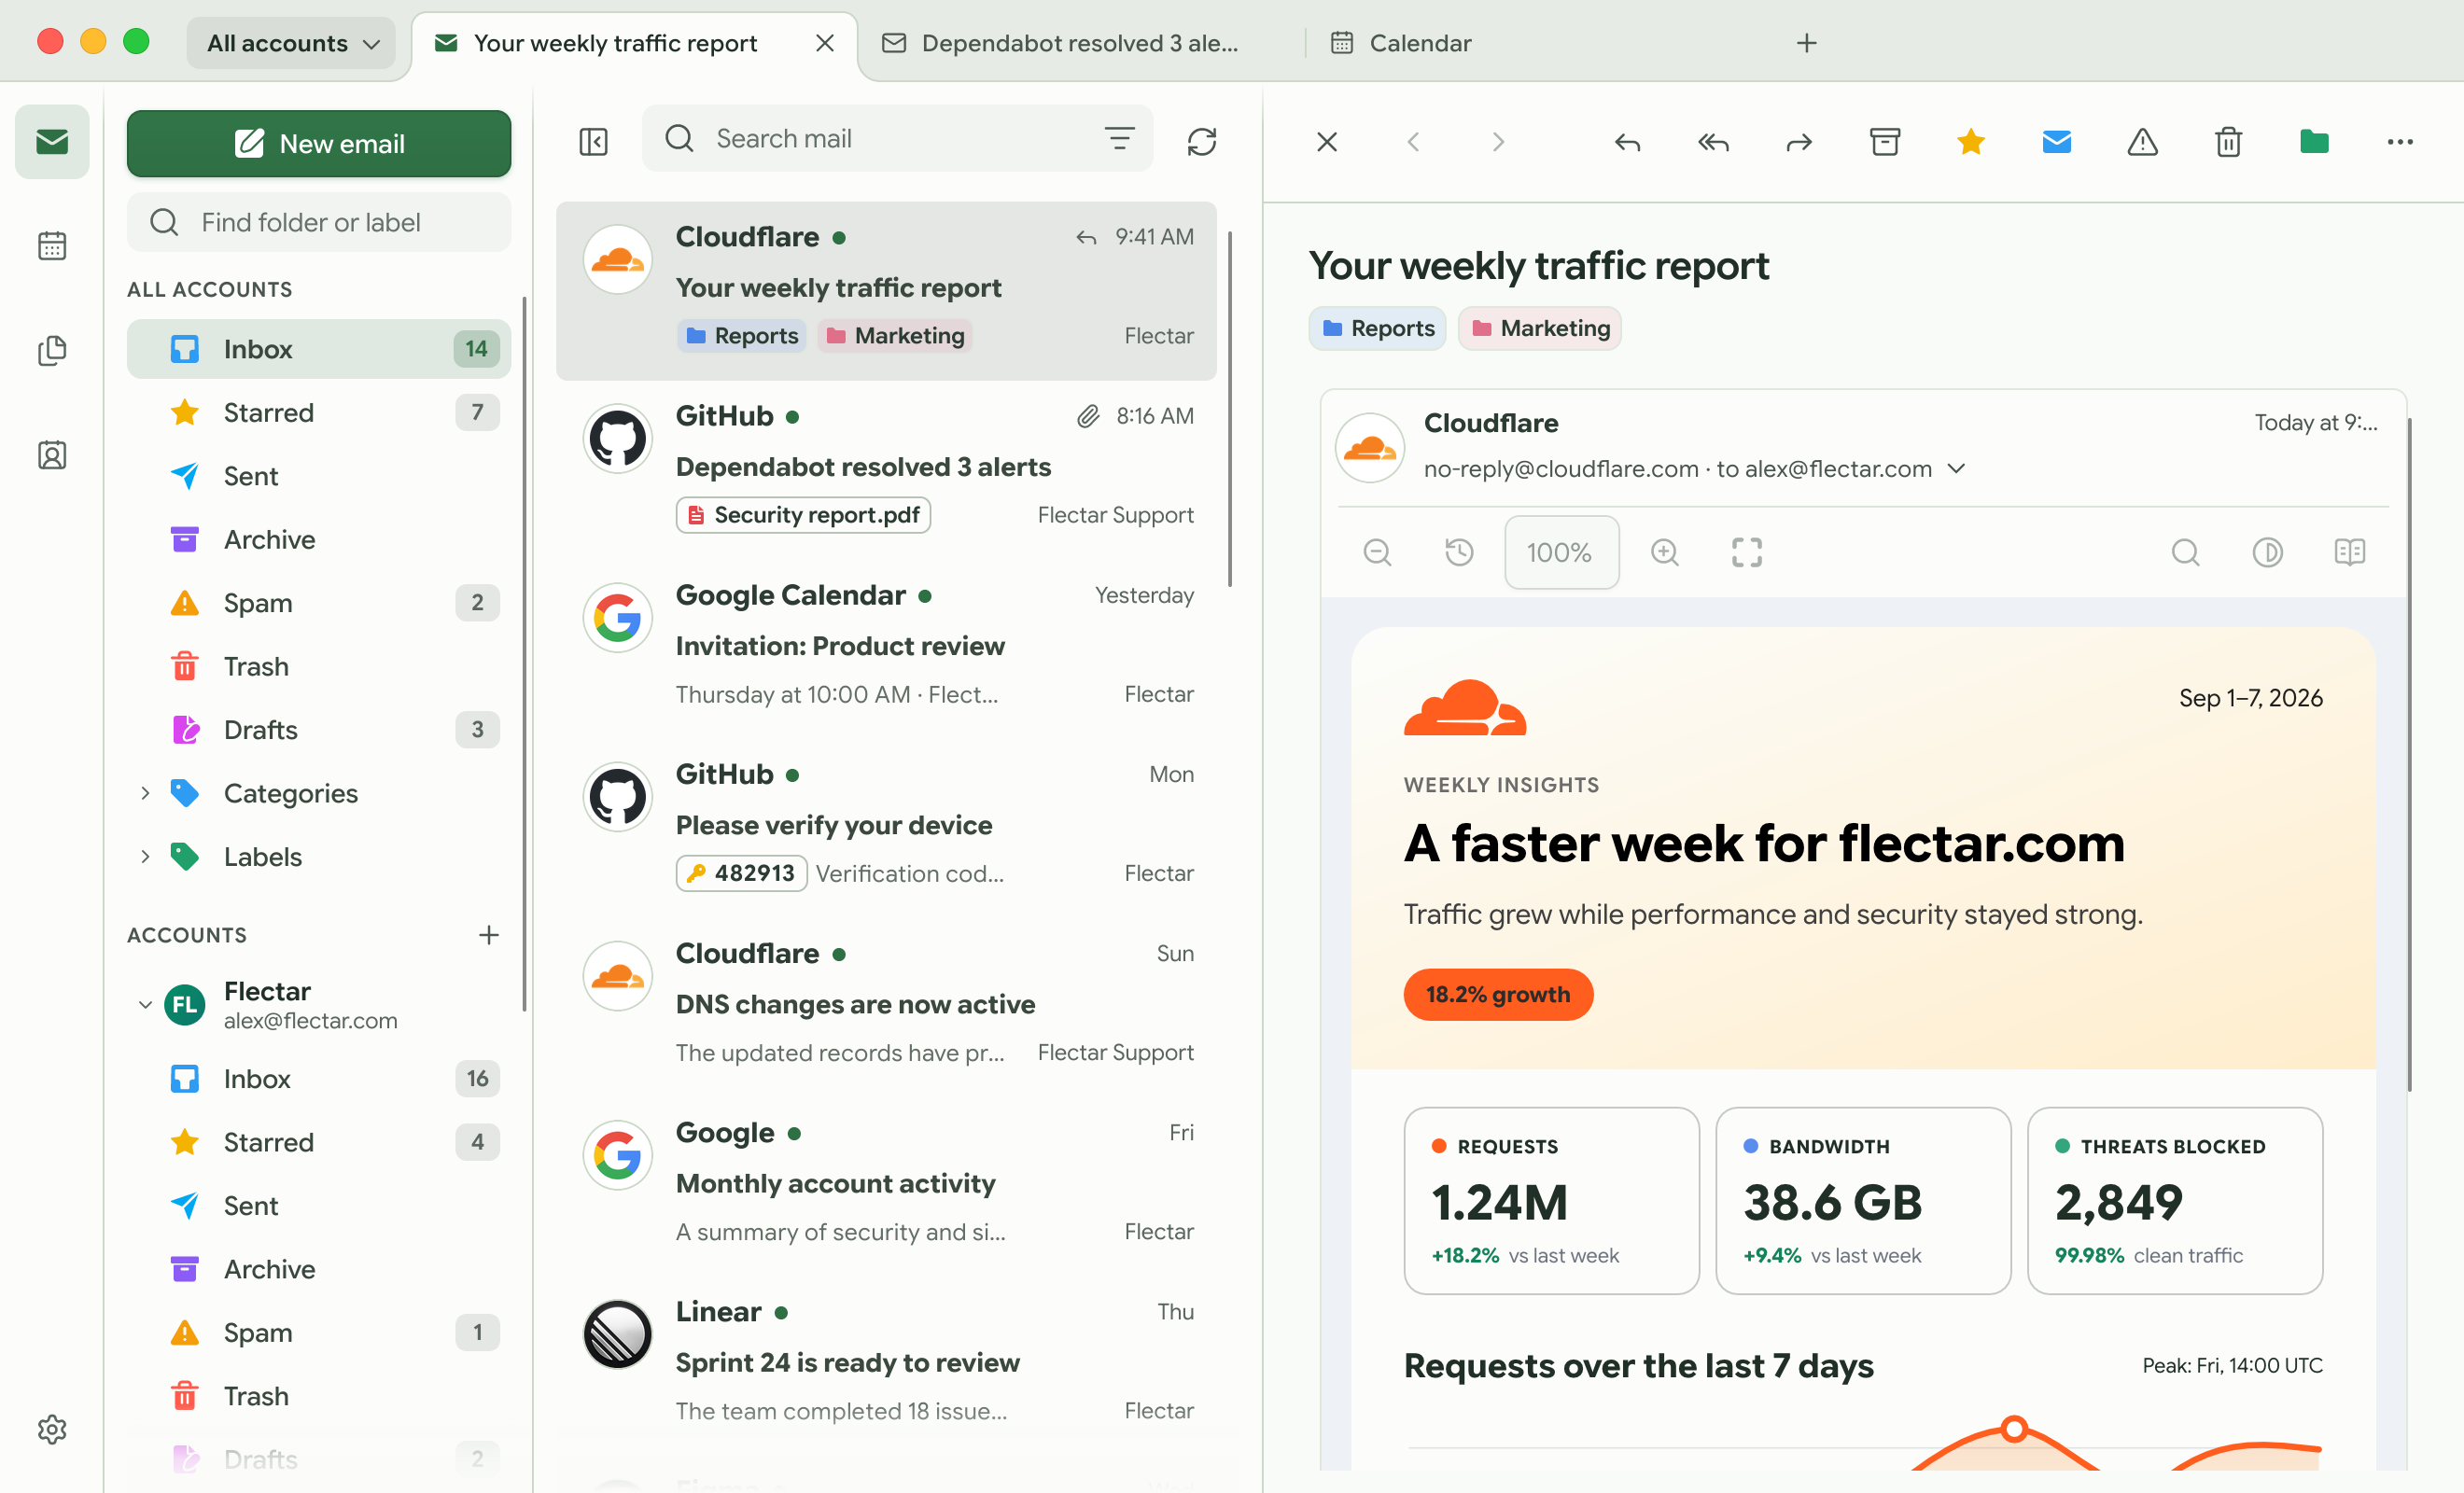 All accounts
Your weekly traffic report
Dependabot resolved 3 ale...
Calendar
New email
Find folder or label
ALL ACCOUNTS
Inbox 14
Starred 7
Sent
Archive
Spam 2
Trash
Drafts 3
Categories
Labels
ACCOUNTS
FL
Flectar
alex@flectar.com
Inbox 16
Starred 4
Sent
Archive
Spam 1
Trash
Drafts 2
Search mail
Cloudflare 9:41 AM
Your weekly traffic report
Reports Marketing Flectar
GitHub 8:16 AM
Dependabot resolved 3 alerts
Security report.pdf Flectar Support
Google Calendar Yesterday
Invitation: Product review
Thursday at 10:00 AM · Flect... Flectar
GitHub Mon
Please verify your device
482913 Verification cod... Flectar
Cloudflare Sun
DNS changes are now active
The updated records have pr... Flectar Support
Google Fri
Monthly account activity
A summary of security and si... Flectar
Linear Thu
Sprint 24 is ready to review
The team completed 18 issue... Flectar
Your weekly traffic report
Reports Marketing
Cloudflare Today at 9:...
no-reply@cloudflare.com · to alex@flectar.com
100%
Sep 1–7, 2026
WEEKLY INSIGHTS
A faster week for flectar.com
Traffic grew while performance and security stayed strong.
18.2% growth
REQUESTS
1.24M
+18.2% vs last week
BANDWIDTH
38.6 GB
+9.4% vs last week
THREATS BLOCKED
2,849
99.98% clean traffic
Requests over the last 7 days
Peak: Fri, 14:00 UTC